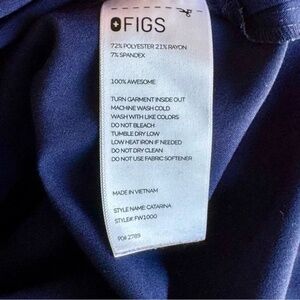 FIGS
72% POLYESTER 21% RAYON
7% SPANDEX
100% AWESOME
TURN GARMENT INSIDE OUT
MACHINE WASH COLD
WASH WITH LIKE COLORS
DO NOT BLEACH
TUMBLE DRY LOW
LOW HEAT IRON IF NEEDED
DO NOT DRY CLEAN
DO NOT USE FABRIC SOFTENER
MADE IN VIETNAM
STYLE NAME: CATARINA
STYLE#: FW1000
PO# 2789